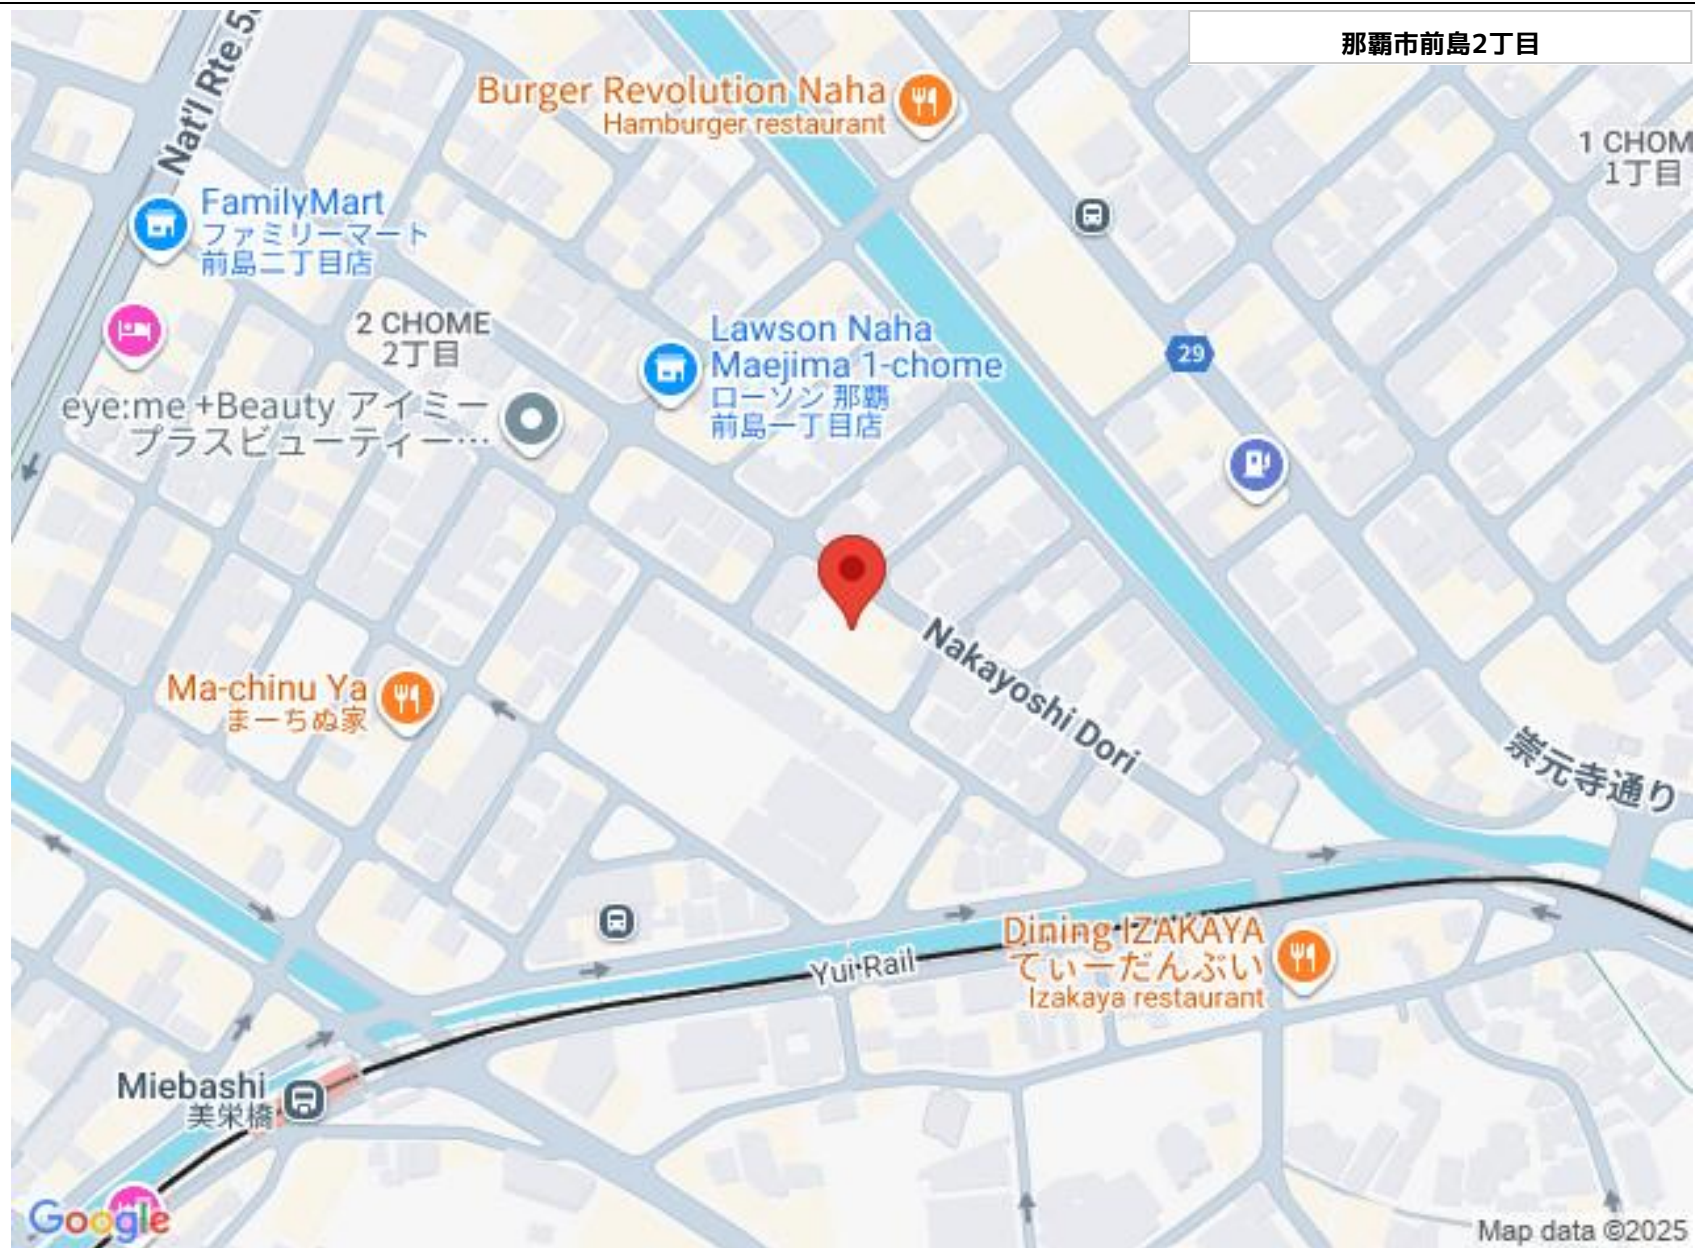 那覇市前島2丁目
Nat'l Rte 5
Burger Revolution Naha
Hamburger restaurant
1 CHOM
1丁目
FamilyMart
ファミリーマート
前島二丁目店
2 CHOME
2丁目
Lawson Naha
Maejima 1-chome
ローソン 那覇
前島一丁目店
29
eye:me +Beauty アイミー
プラスビューティー…
Nakayoshi Dori
Ma-chinu Ya
まーちぬ家
崇元寺通り
Dining IZAKAYA
てぃーだんぶい
Izakaya restaurant
Yui Rail
Miebashi
美栄橋
Google
Map data ©2025